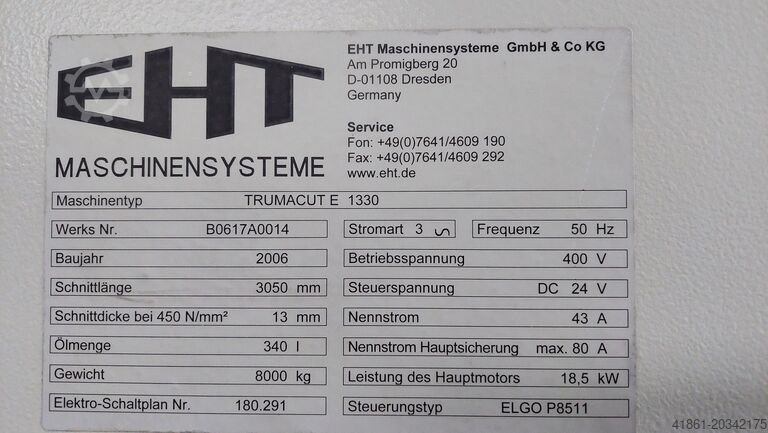 EHT
MASCHINENSYSTEME
EHT Maschinensysteme GmbH & Co KG
Am Promigberg 20
D-01108 Dresden
Germany
Service
Fon: +49(0)7641/4609 190
Fax: +49(0)7641/4609 292
www.eht.de
Maschinentyp TRUMACUT E 1330
Werks Nr. B0617A0014
Stromart 3 ∽ Frequenz 50 Hz
Baujahr 2006
Betriebsspannung 400 V
Schnittlänge 3050 mm
Steuerspannung DC 24 V
Schnittdicke bei 450 N/mm² 13 mm
Nennstrom 43 A
Ölmenge 340 l
Nennstrom Hauptsicherung max. 80 A
Gewicht 8000 kg
Leistung des Hauptmotors 18,5 kW
Elektro-Schaltplan Nr. 180.291
Steuerungstyp ELGO P8511
41861-20342175